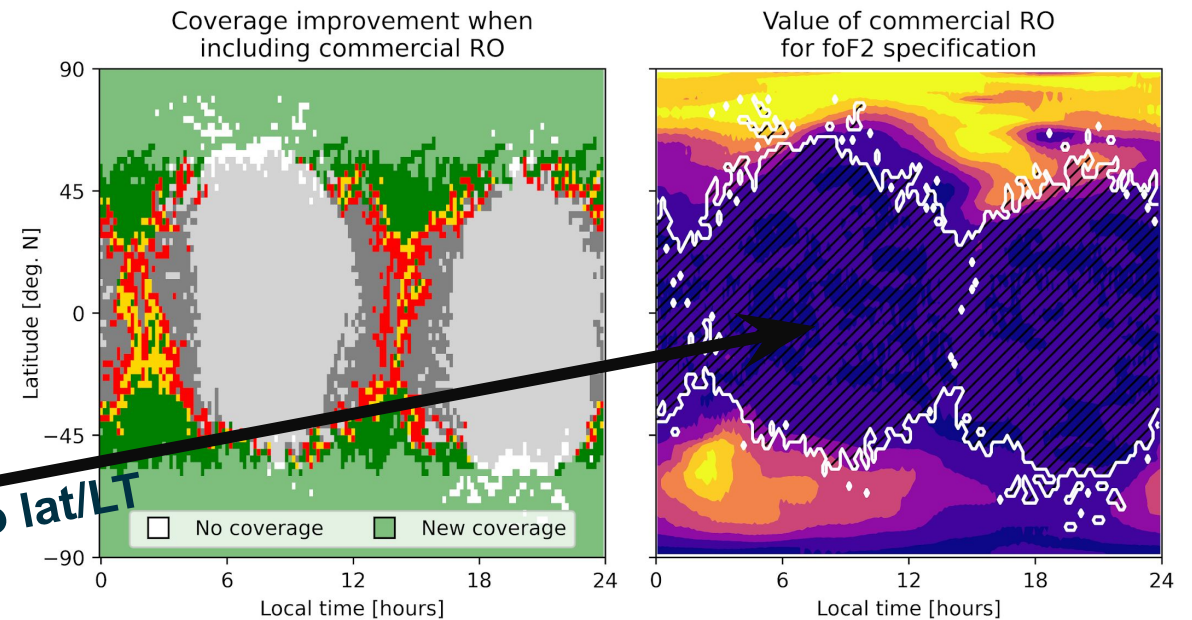 Coverage improvement when
including commercial RO
Value of commercial RO
for foF2 specification
90
45
0
−45
−90
Latitude [deg. N]
lat/LT
No coverage
New coverage
0
6
12
18
24
0
6
12
18
24
Local time [hours]
Local time [hours]